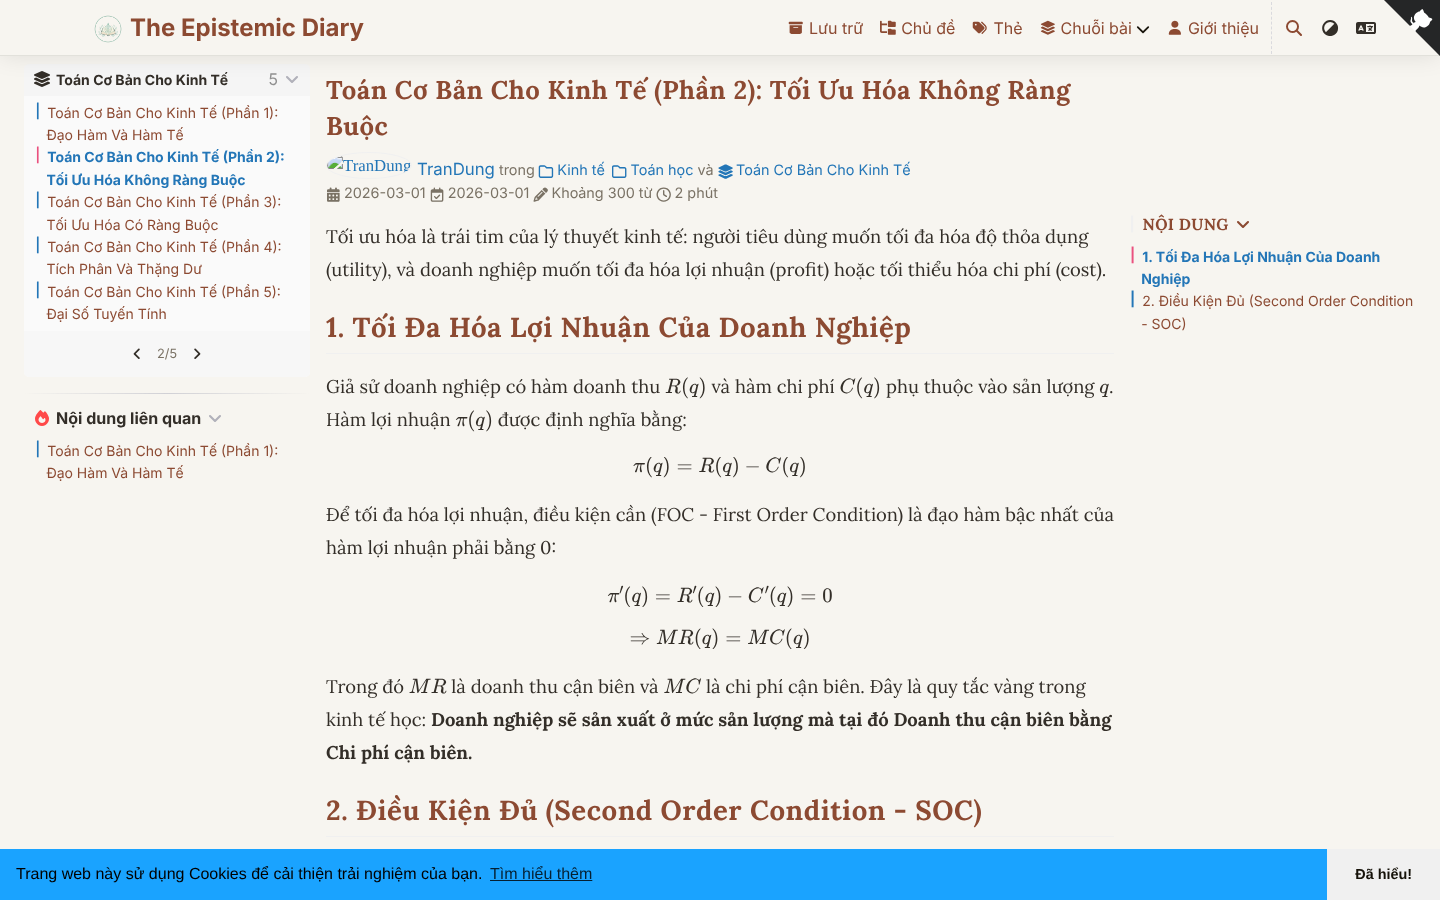 The Epistemic Diary
Lưu trữ Chủ đề Thẻ Chuỗi bài Giới thiệu
Toán Cơ Bản Cho Kinh Tế 5
Toán Cơ Bản Cho Kinh Tế (Phần 1):
Đạo Hàm Và Hàm Tế
Toán Cơ Bản Cho Kinh Tế (Phần 2):
Tối Ưu Hóa Không Ràng Buộc
Toán Cơ Bản Cho Kinh Tế (Phần 3):
Tối Ưu Hóa Có Ràng Buộc
Toán Cơ Bản Cho Kinh Tế (Phần 4):
Tích Phân Và Thặng Dư
Toán Cơ Bản Cho Kinh Tế (Phần 5):
Đại Số Tuyến Tính
2/5
Nội dung liên quan
Toán Cơ Bản Cho Kinh Tế (Phần 1):
Đạo Hàm Và Hàm Tế
Toán Cơ Bản Cho Kinh Tế (Phần 2): Tối Ưu Hóa Không Ràng
Buộc
TranDung TranDung trong Kinh tế Toán học và Toán Cơ Bản Cho Kinh Tế
2026-03-01 2026-03-01 Khoảng 300 từ 2 phút
Tối ưu hóa là trái tim của lý thuyết kinh tế: người tiêu dùng muốn tối đa hóa độ thỏa dụng
(utility), và doanh nghiệp muốn tối đa hóa lợi nhuận (profit) hoặc tối thiểu hóa chi phí (cost).
1. Tối Đa Hóa Lợi Nhuận Của Doanh Nghiệp
Giả sử doanh nghiệp có hàm doanh thu R(q) và hàm chi phí C(q) phụ thuộc vào sản lượng q.
Hàm lợi nhuận π(q) được định nghĩa bằng:
π(q) = R(q) − C(q)
Để tối đa hóa lợi nhuận, điều kiện cần (FOC - First Order Condition) là đạo hàm bậc nhất của
hàm lợi nhuận phải bằng 0:
π′(q) = R′(q) − C′(q) = 0
⇒ MR(q) = MC(q)
Trong đó MR là doanh thu cận biên và MC là chi phí cận biên. Đây là quy tắc vàng trong
kinh tế học: Doanh nghiệp sẽ sản xuất ở mức sản lượng mà tại đó Doanh thu cận biên bằng
Chi phí cận biên.
2. Điều Kiện Đủ (Second Order Condition - SOC)
NỘI DUNG
1. Tối Đa Hóa Lợi Nhuận Của Doanh
Nghiệp
2. Điều Kiện Đủ (Second Order Condition
- SOC)
Trang web này sử dụng Cookies để cải thiện trải nghiệm của bạn. Tìm hiểu thêm
Đã hiểu!